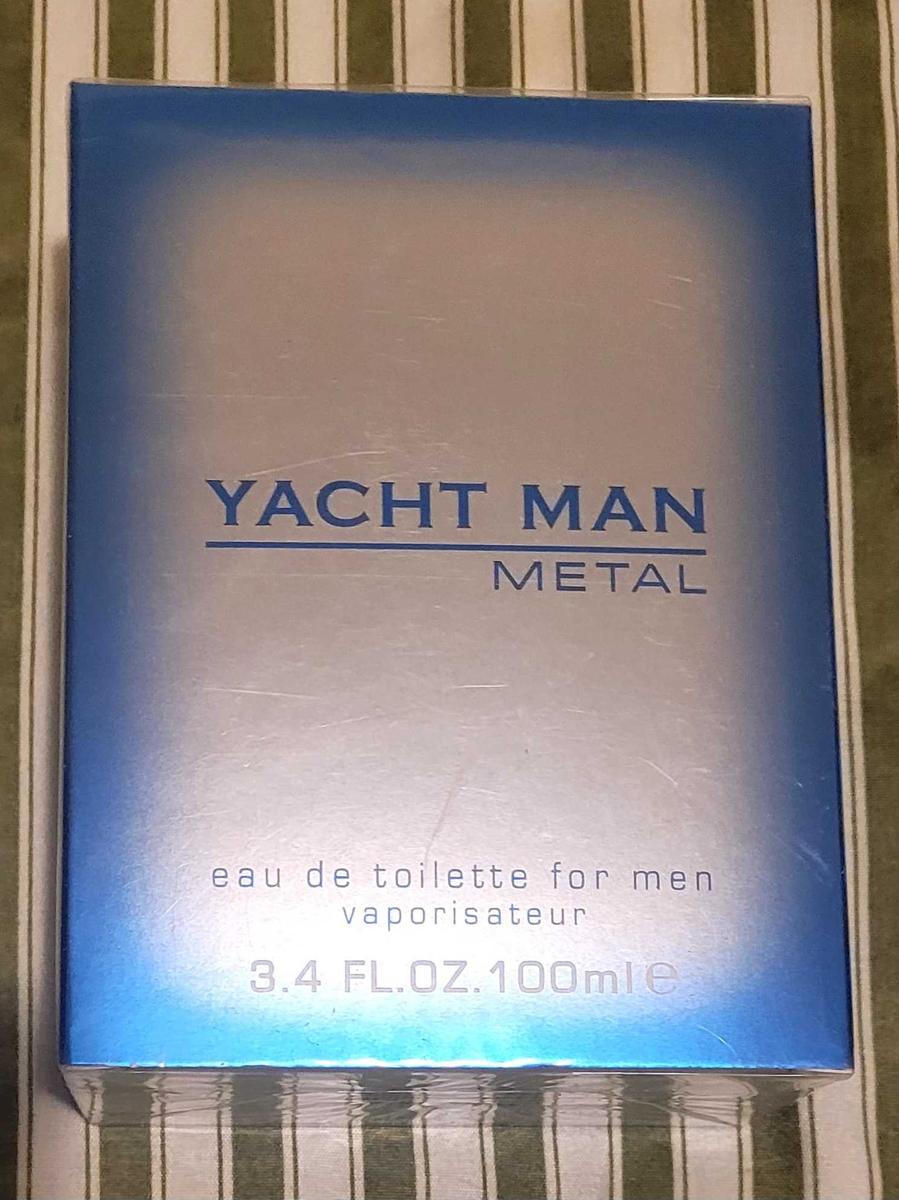 YACHT MAN
METAL
eau de toilette for men
vaporisateur
3.4 FL.OZ.100ml℮